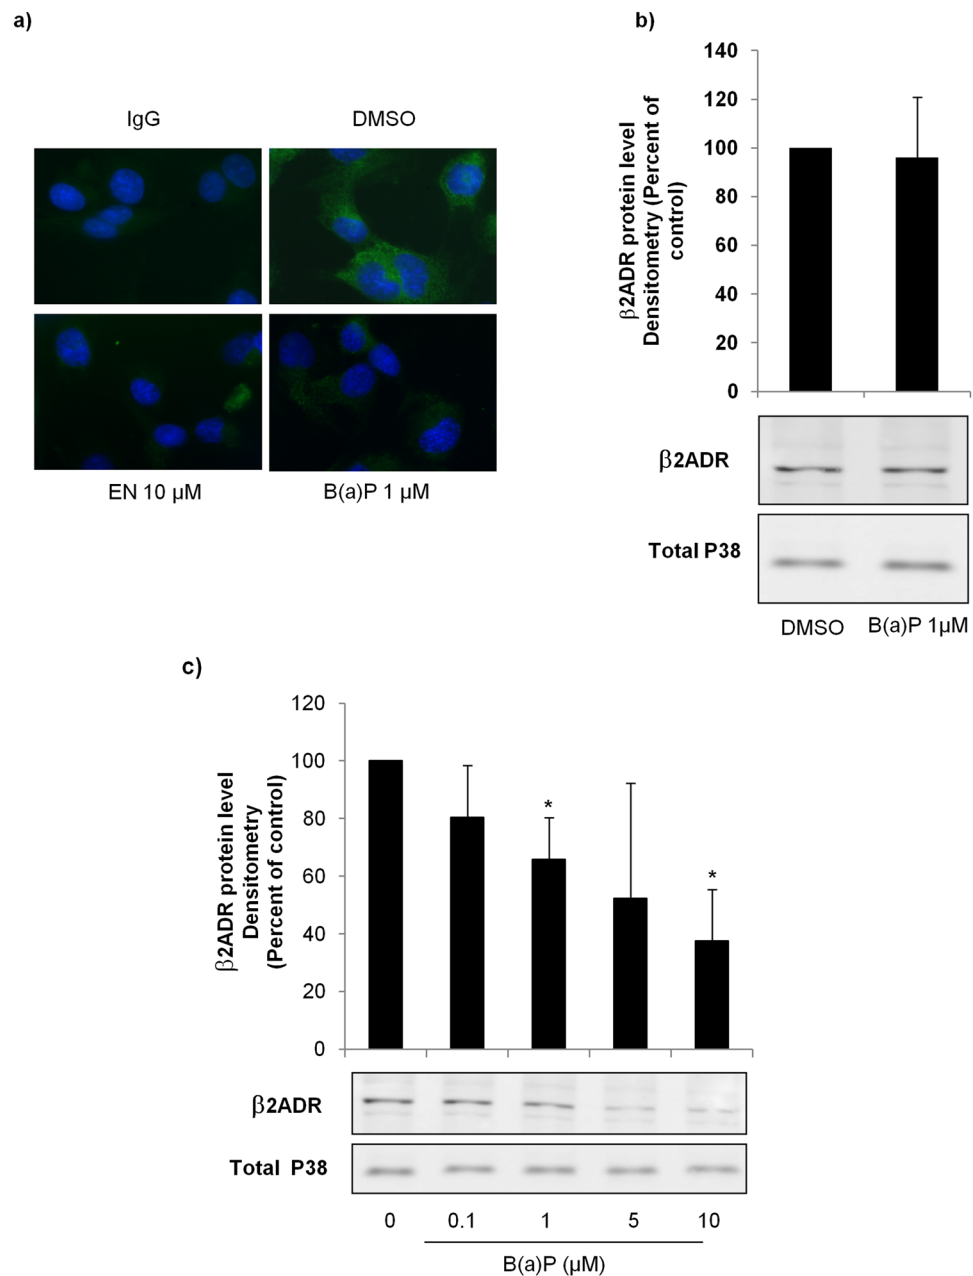 a)
IgG
DMSO
EN 10 µM
B(a)P 1 µM
b)
140
120
100
80
60
40
20
0
β2ADR protein level
Densitometry (Percent of
control)
β2ADR
Total P38
DMSO
B(a)P 1µM
c)
120
100
80
60
40
20
0
β2ADR protein level
Densitometry
(Percent of control)
*
*
β2ADR
Total P38
0
0.1
1
5
10
B(a)P (µM)